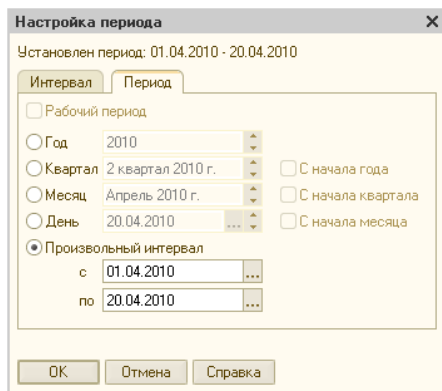 Настройка периода
Установлен период: 01.04.2010 - 20.04.2010
Интервал Период
Рабочий период
Год 2010
Квартал 2 квартал 2010 г. С начала года
Месяц Апрель 2010 г. С начала квартала
День 20.04.2010 ... С начала месяца
Произвольный интервал
с 01.04.2010 ...
по 20.04.2010 ...
OK Отмена Справка